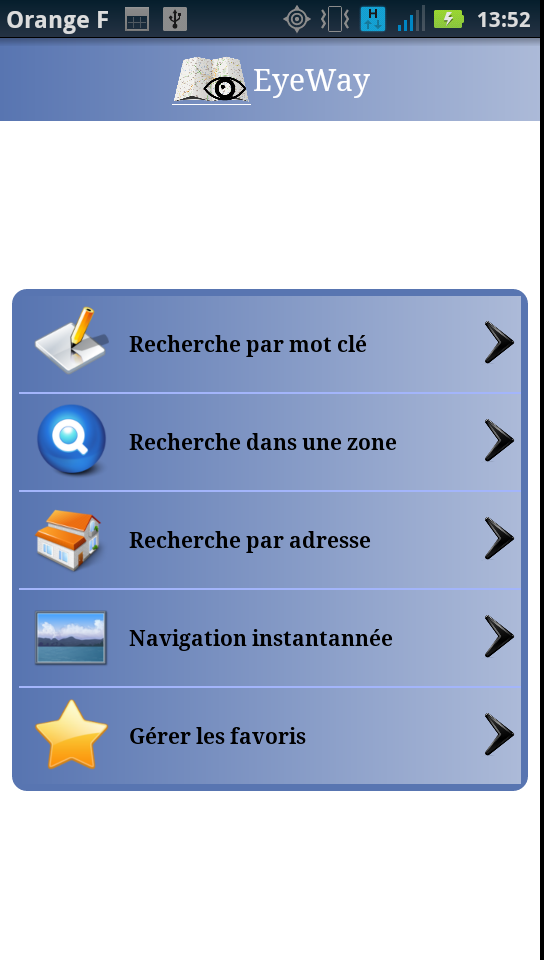 Orange F
H
13:52
EyeWay
Recherche par mot clé
Recherche dans une zone
Recherche par adresse
Navigation instantannée
Gérer les favoris